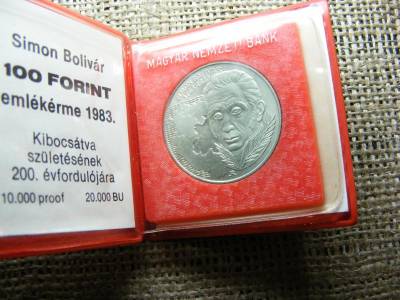 Simon Bolivár
100 FORINT
emlékérme 1983.
Kibocsátva
születésének
200. évfordulójára
10.000 proof 20.000 BU
MAGYAR NEMZETI BANK